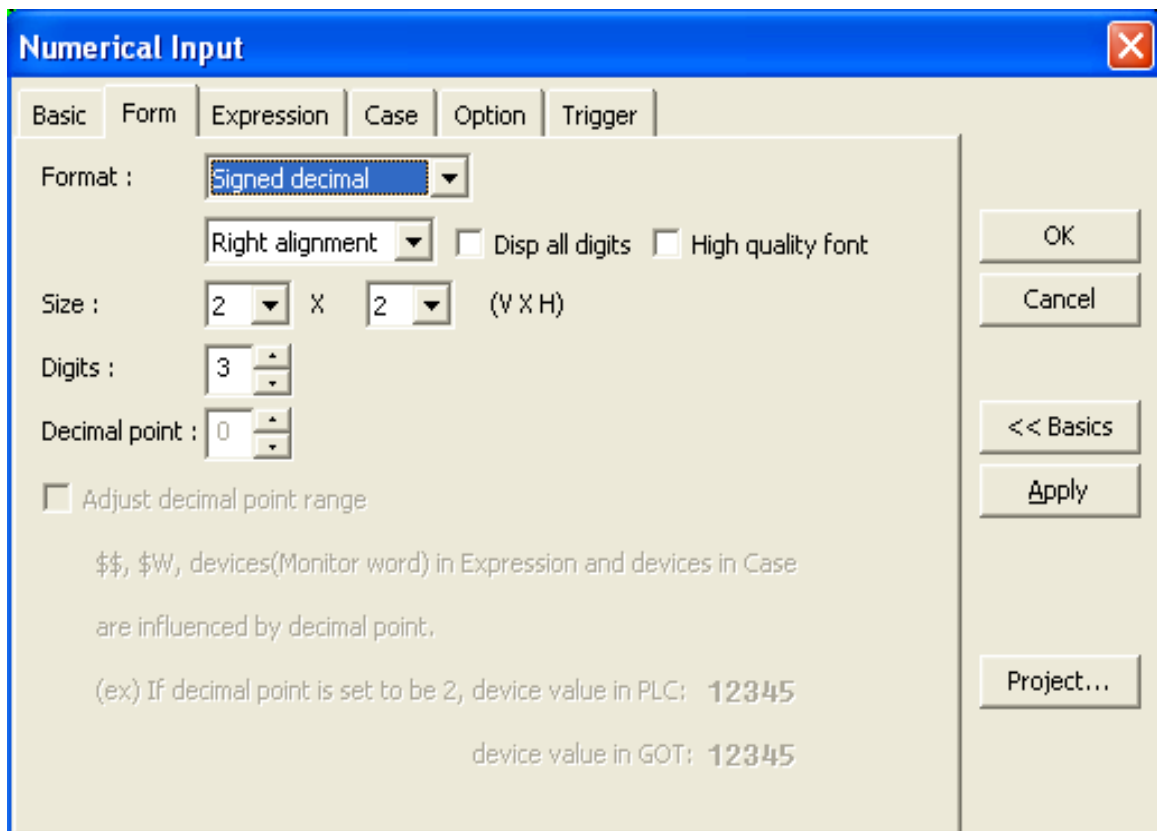 Numerical Input
Basic Form Expression Case Option Trigger
Format : Signed decimal
Right alignment Disp all digits High quality font
OK
Size : 2 X 2 (V X H)
Cancel
Digits : 3
Decimal point : 0
<< Basics
Adjust decimal point range
Apply
$$, $W, devices(Monitor word) in Expression and devices in Case
are influenced by decimal point.
(ex) If decimal point is set to be 2, device value in PLC: 12345
Project...
device value in GOT: 12345